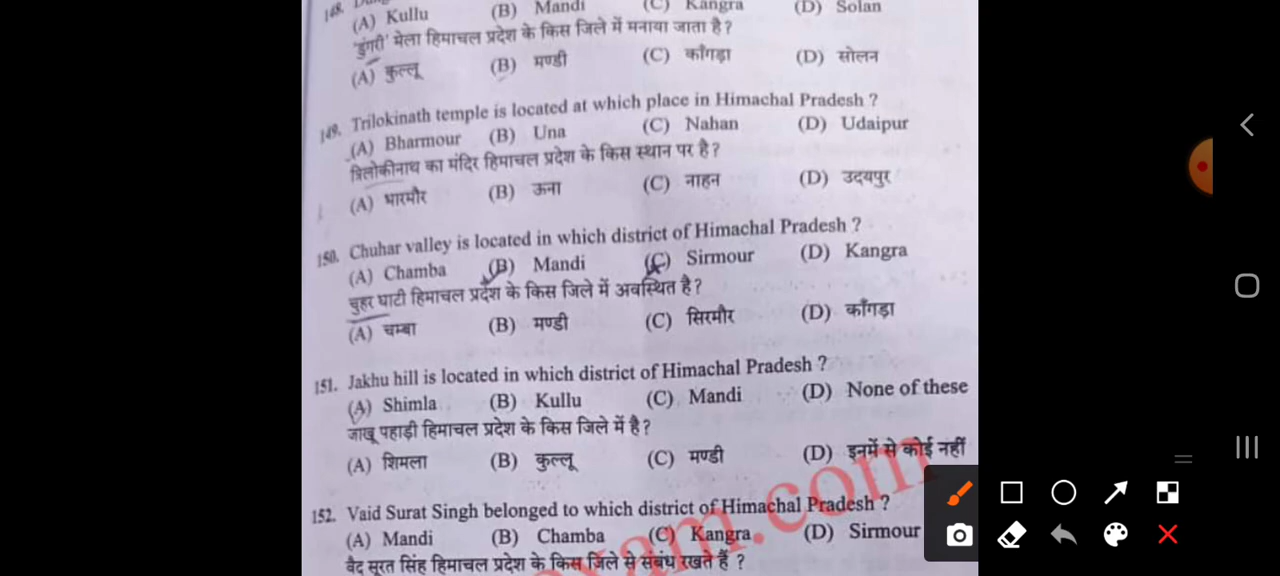 148.
(A) Kullu (B) Mandi (C) Kangra (D) Solan
'डुंगरी' मेला हिमाचल प्रदेश के किस जिले में मनाया जाता है ?
(A) कुल्लू (B) मण्डी (C) काँगड़ा (D) सोलन
149. Trilokinath temple is located at which place in Himachal Pradesh ?
(A) Bharmour (B) Una (C) Nahan (D) Udaipur
त्रिलोकीनाथ का मंदिर हिमाचल प्रदेश के किस स्थान पर है ?
(A) भारमौर (B) ऊना (C) नाहन (D) उदयपुर
150. Chuhar valley is located in which district of Himachal Pradesh ?
(A) Chamba (B) Mandi (C) Sirmour (D) Kangra
चुहर घाटी हिमाचल प्रदेश के किस जिले में अवस्थित है ?
(A) चम्बा (B) मण्डी (C) सिरमौर (D) काँगड़ा
151. Jakhu hill is located in which district of Himachal Pradesh ?
(A) Shimla (B) Kullu (C) Mandi (D) None of these
जाखू पहाड़ी हिमाचल प्रदेश के किस जिले में है ?
(A) शिमला (B) कुल्लू (C) मण्डी (D) इनमें से कोई नहीं
152. Vaid Surat Singh belonged to which district of Himachal Pradesh ?
(A) Mandi (B) Chamba (C) Kangra (D) Sirmour
वैद सूरत सिंह हिमाचल प्रदेश के किस जिले से संबंध रखते हैं ?
exam.com